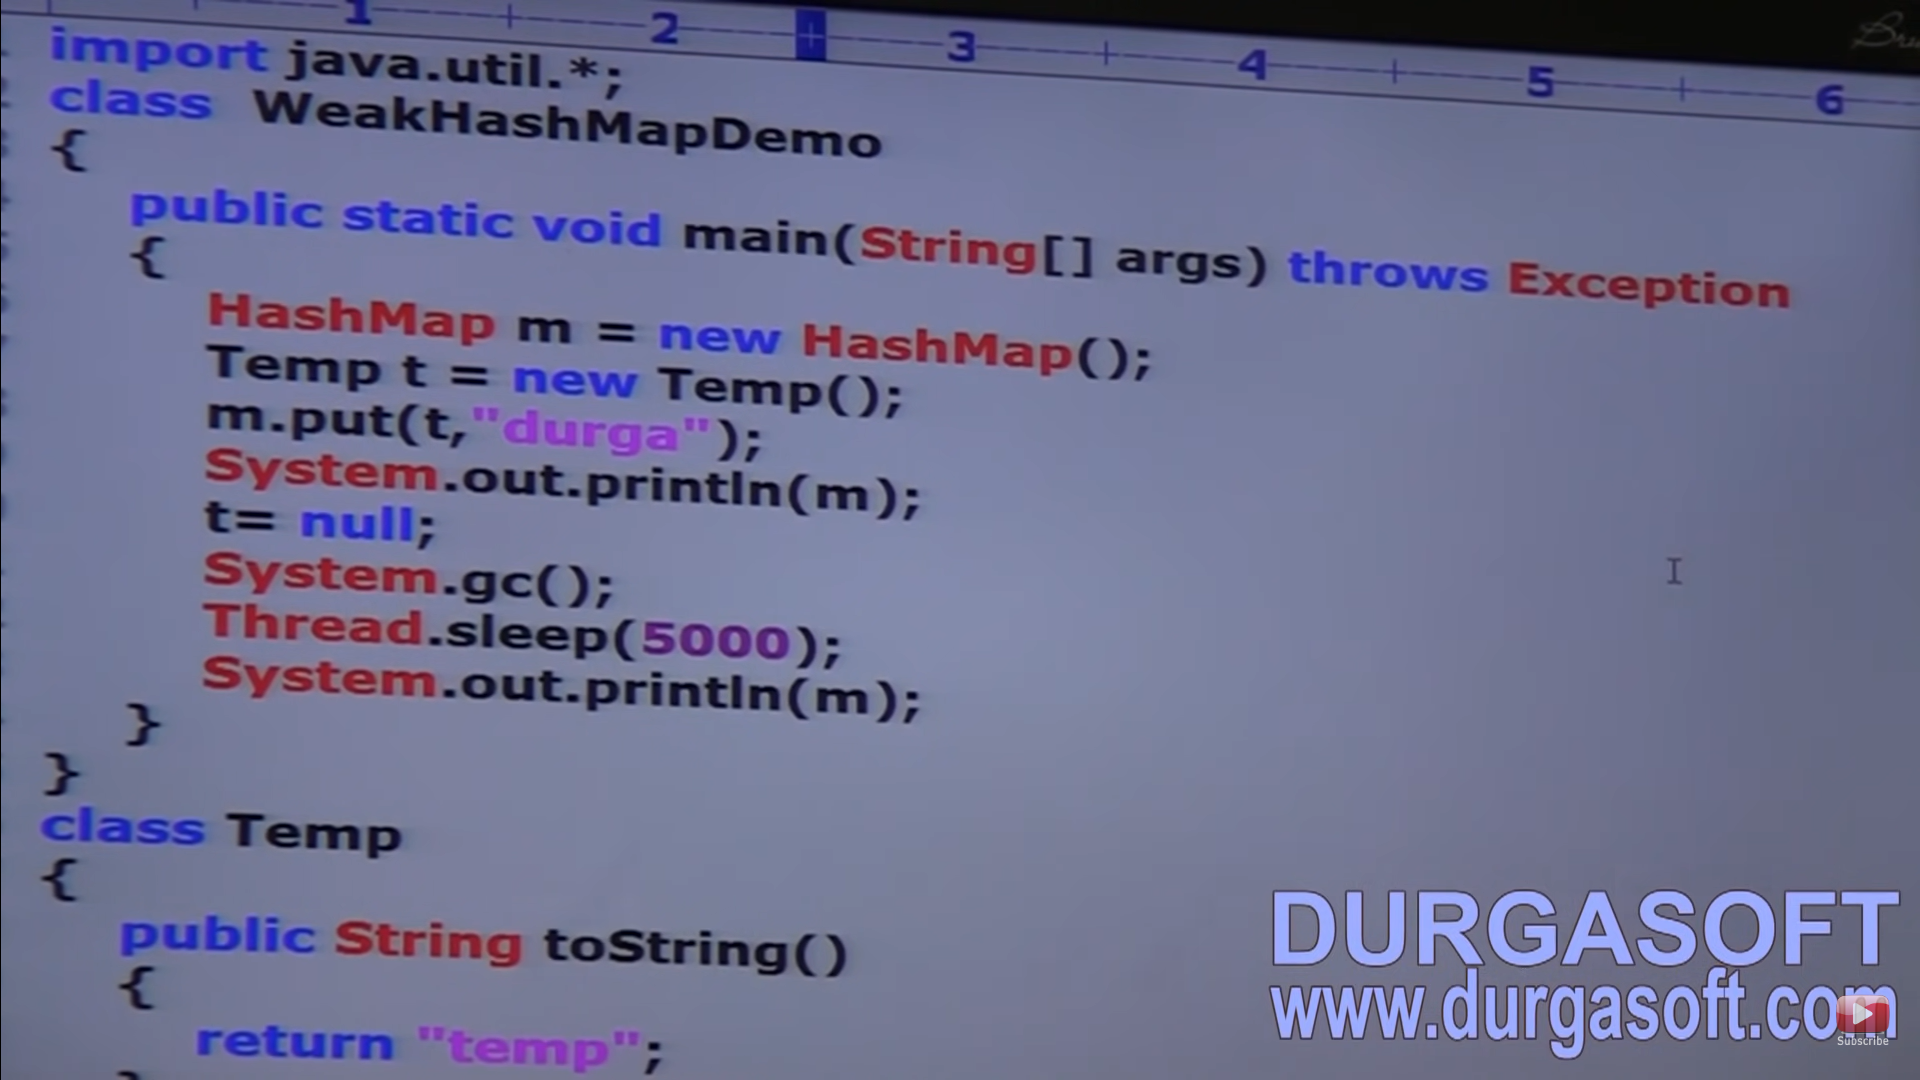 1 2 3 4 5 6
import java.util.*;
class WeakHashMapDemo
{
public static void main(String[] args) throws Exception
{
HashMap m = new HashMap();
Temp t = new Temp();
m.put(t,"durga");
System.out.println(m);
t= null;
System.gc();
Thread.sleep(5000);
System.out.println(m);
}
}
class Temp
{
public String toString()
{
return "temp";
DURGASOFT
www.durgasoft.com
Subscribe